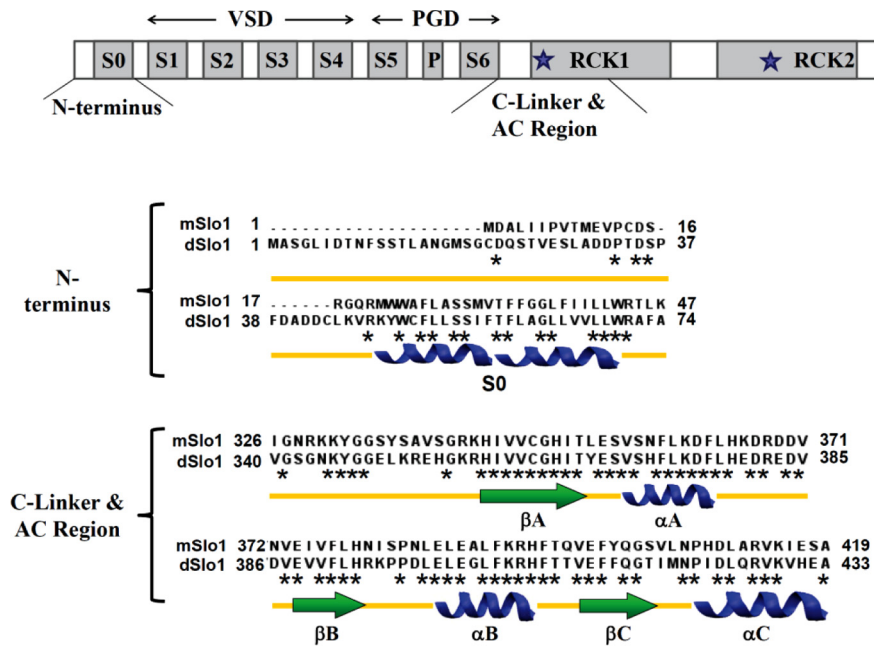 VSD PGD
S0 S1 S2 S3 S4 S5 P S6 RCK1 RCK2
N-terminus
C-Linker &
AC Region
mSlo1 1 - - - - - - - - - - - - - - - - - - - - MDALIIPVTMEVPCDS- 16
dSlo1 1 MASGLIDTNFSSTLANGMSGCDQSTVESLADDPTDSP 37
* * **
N-
terminus
mSlo1 17 - - - - - - RGQRMWWAFLASSMVTFFGGLFIILLWRTLK 47
dSlo1 38 FDADDCLKVRKYWCFLLSSIFTFLAGLLVVLLWRAFA 74
* * ** ** ** ** ****
S0
mSlo1 326 IGNRKKYGGSYSAVSGRKHIVVCGHITLESVSNFLKDFLHKDRDDV 371
dSlo1 340 VGSGNKYGGELKREHGKRHIVVCGHITYESVSHFLKDFLHEDREDV 385
* **** * ********* **** ******* ** **
C-Linker &
AC Region
βA αA
mSlo1 372 NVEIVFLHNISPNLELEALFKRHFTQVEFYQGSVLNPHDLARVKIESA 419
dSlo1 386 DVEVVFLHRKPPDLELEGLFKRHFTTVEFFQGTIMNPIDLQRVKVHEA 433
** **** * **** ******* *** ** ** ** *** *
βB αB βC αC